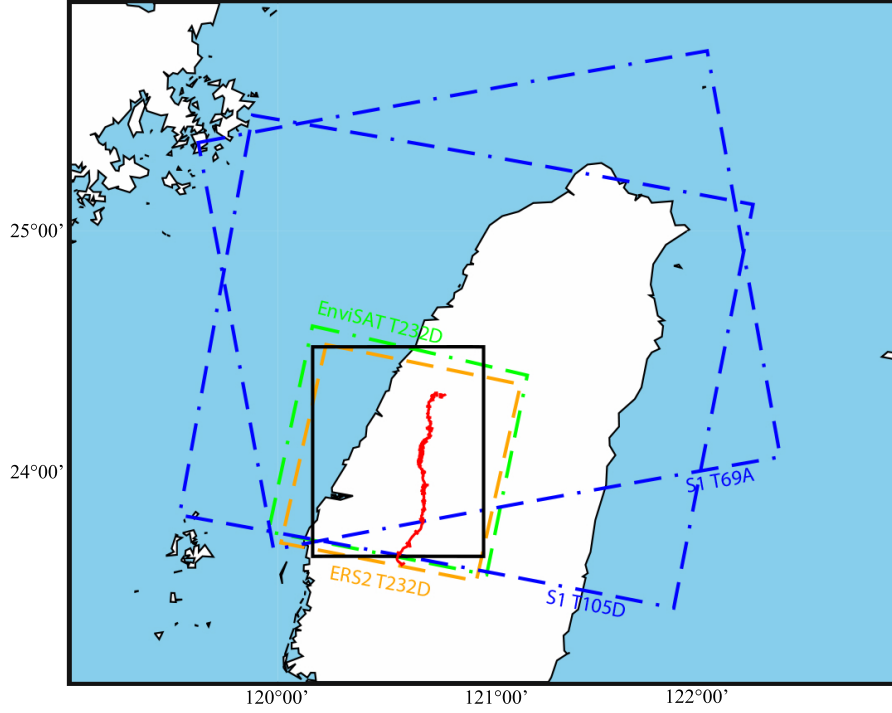 25°00'
EnviSAT T232D
24°00'
S1 T69A
ERS2 T232D
S1 T105D
120°00'
121°00'
122°00'